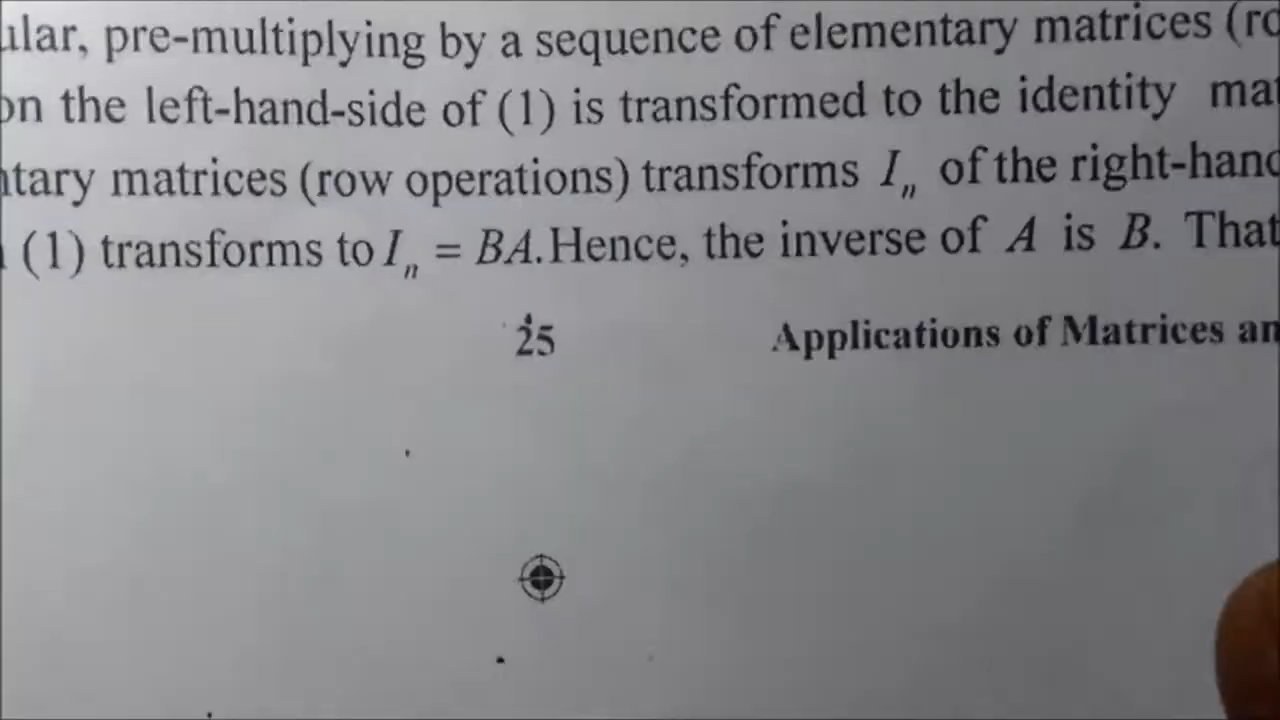 ular, pre-multiplying by a sequence of elementary matrices (ro
on the left-hand-side of (1) is transformed to the identity mat
ntary matrices (row operations) transforms Iₙ of the right-hand
(1) transforms to Iₙ = BA. Hence, the inverse of A is B. That
25 Applications of Matrices an